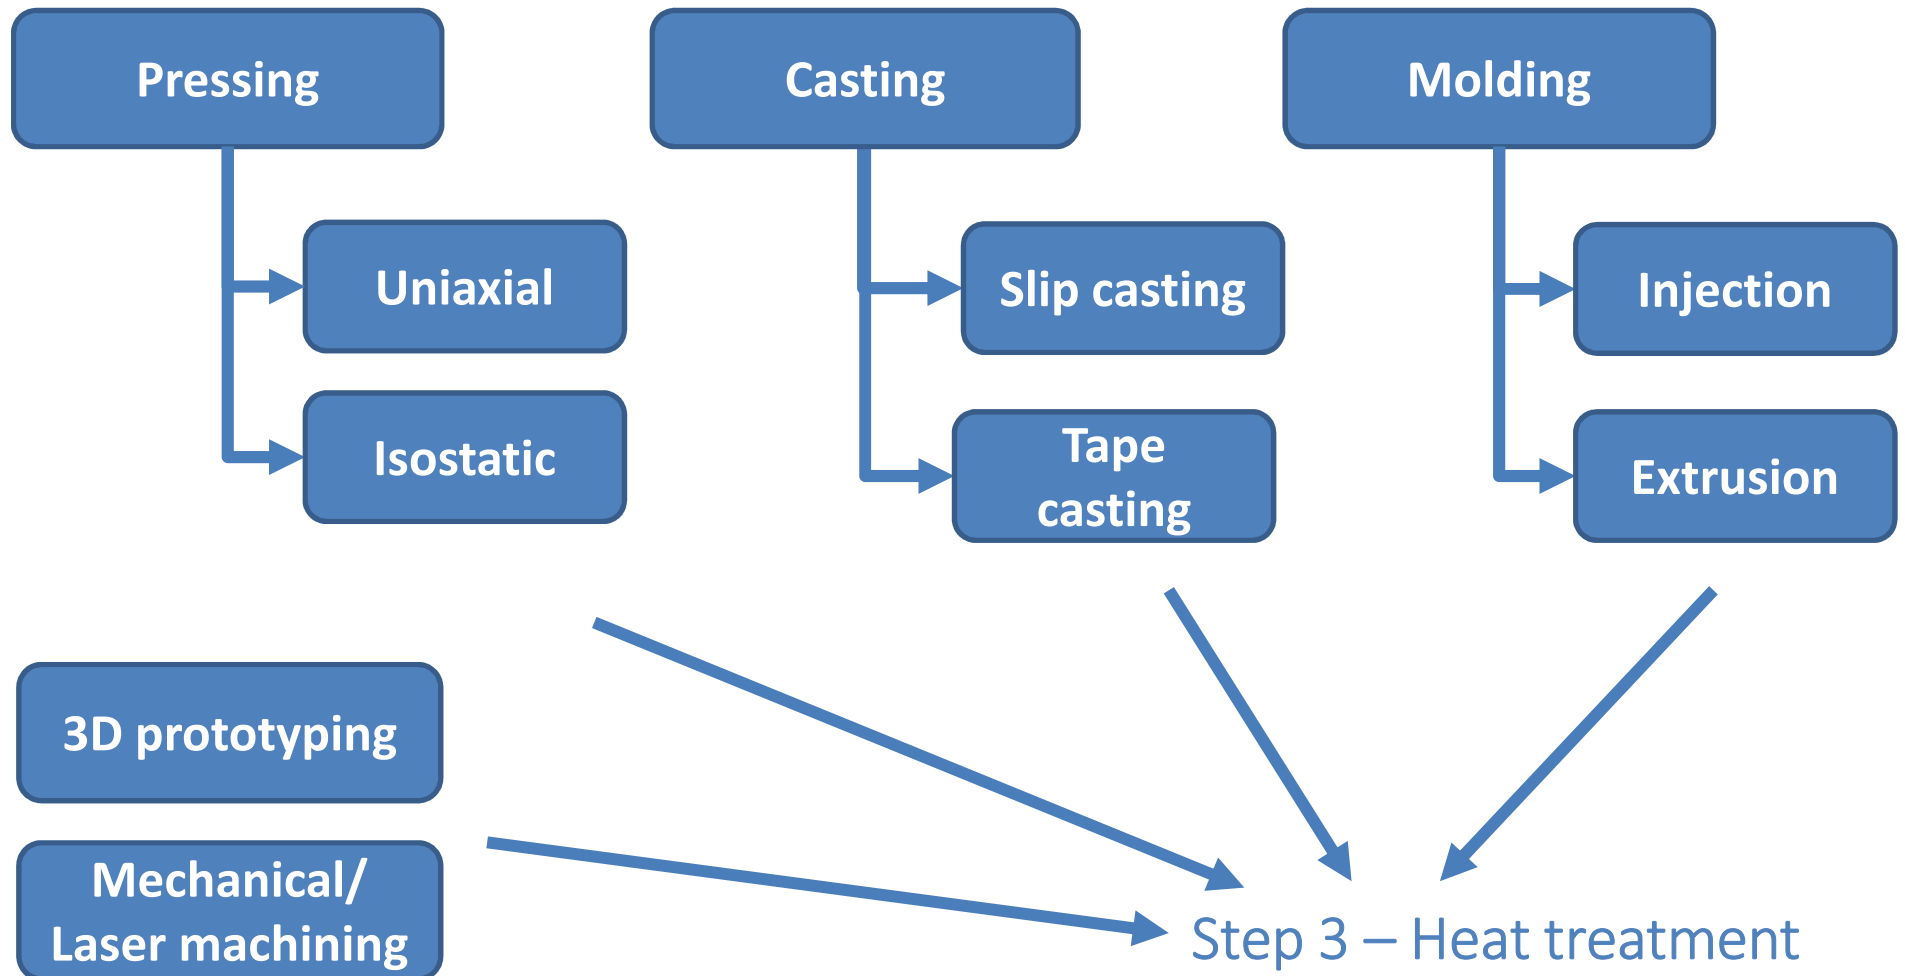 Pressing
Casting
Molding
Uniaxial
Slip casting
Injection
Isostatic
Tape
casting
Extrusion
3D prototyping
Mechanical/
Laser machining
Step 3 – Heat treatment